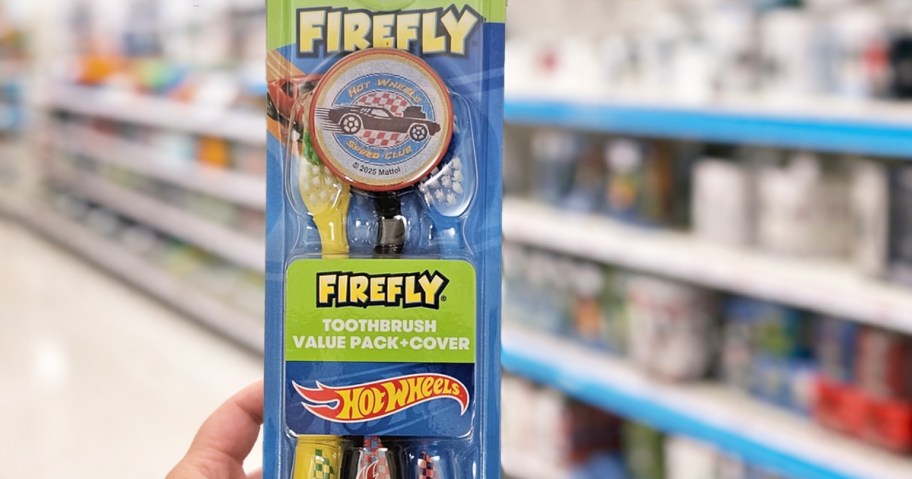 FIREFLY
HOT WHEELS
SPEED CLUB
© 2025 Mattel
FIREFLY®
TOOTHBRUSH
VALUE PACK+COVER
HOT WHEELS